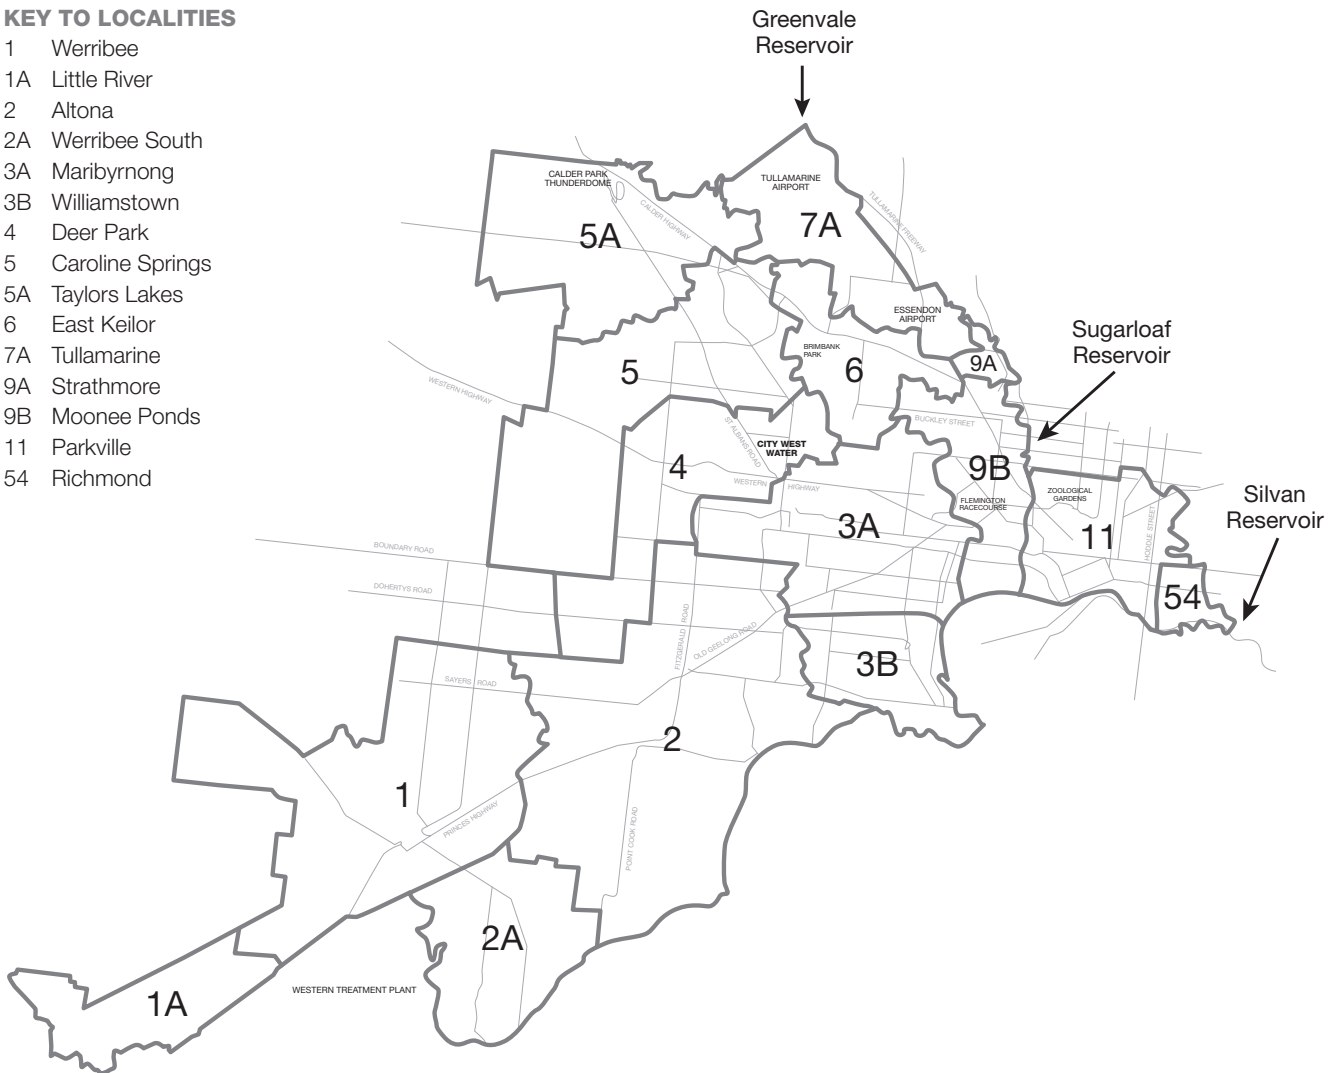 KEY TO LOCALITIES
1 Werribee
1A Little River
2 Altona
2A Werribee South
3A Maribyrnong
3B Williamstown
4 Deer Park
5 Caroline Springs
5A Taylors Lakes
6 East Keilor
7A Tullamarine
9A Strathmore
9B Moonee Ponds
11 Parkville
54 Richmond
Greenvale
Reservoir
CALDER PARK
THUNDERDOME
TULLAMARINE
AIRPORT
CALDER HIGHWAY
TULLAMARINE FREEWAY
5A
7A
ESSENDON
AIRPORT
Sugarloaf
Reservoir
BRIMBANK
PARK
5
6
9A
WESTERN HIGHWAY
BUCKLEY STREET
ST ALBANS ROAD
CITY WEST
WATER
4
9B
WESTERN HIGHWAY
FLEMINGTON
RACECOURSE
ZOOLOGICAL
GARDENS
Silvan
Reservoir
3A
11
HODDLE STREET
BOUNDARY ROAD
DOHERTYS ROAD
54
FITZGERALD ROAD
OLD GEELONG ROAD
3B
SAYERS ROAD
2
1
PRINCES HIGHWAY
POINT COOK ROAD
2A
WESTERN TREATMENT PLANT
1A